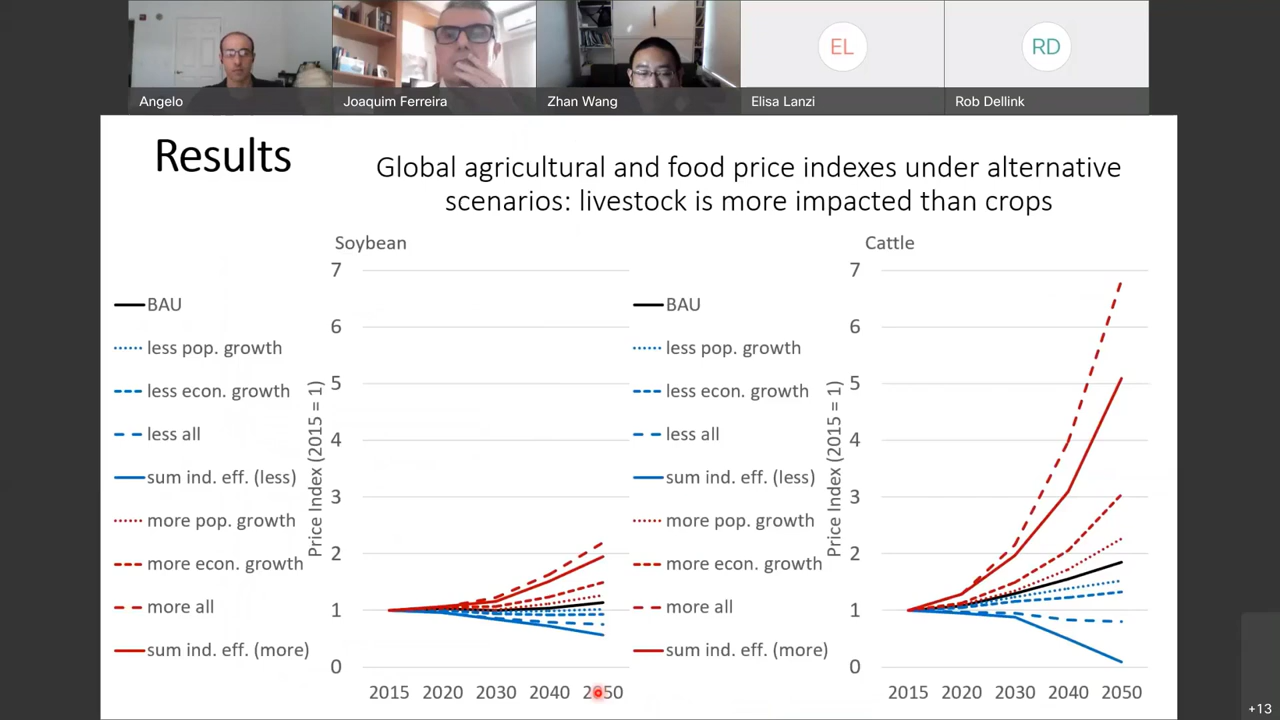 EL
RD
Angelo
Joaquim Ferreira
Zhan Wang
Elisa Lanzi
Rob Dellink
Results
Global agricultural and food price indexes under alternative
scenarios: livestock is more impacted than crops
Soybean
BAU
less pop. growth
less econ. growth
less all
sum ind. eff. (less)
more pop. growth
more econ. growth
more all
sum ind. eff. (more)
Price Index (2015 = 1)
7
6
5
4
3
2
1
0
2015 2020 2030 2040 2050
Cattle
BAU
less pop. growth
less econ. growth
less all
sum ind. eff. (less)
more pop. growth
more econ. growth
more all
sum ind. eff. (more)
Price Index (2015 = 1)
7
6
5
4
3
2
1
0
2015 2020 2030 2040 2050
+13